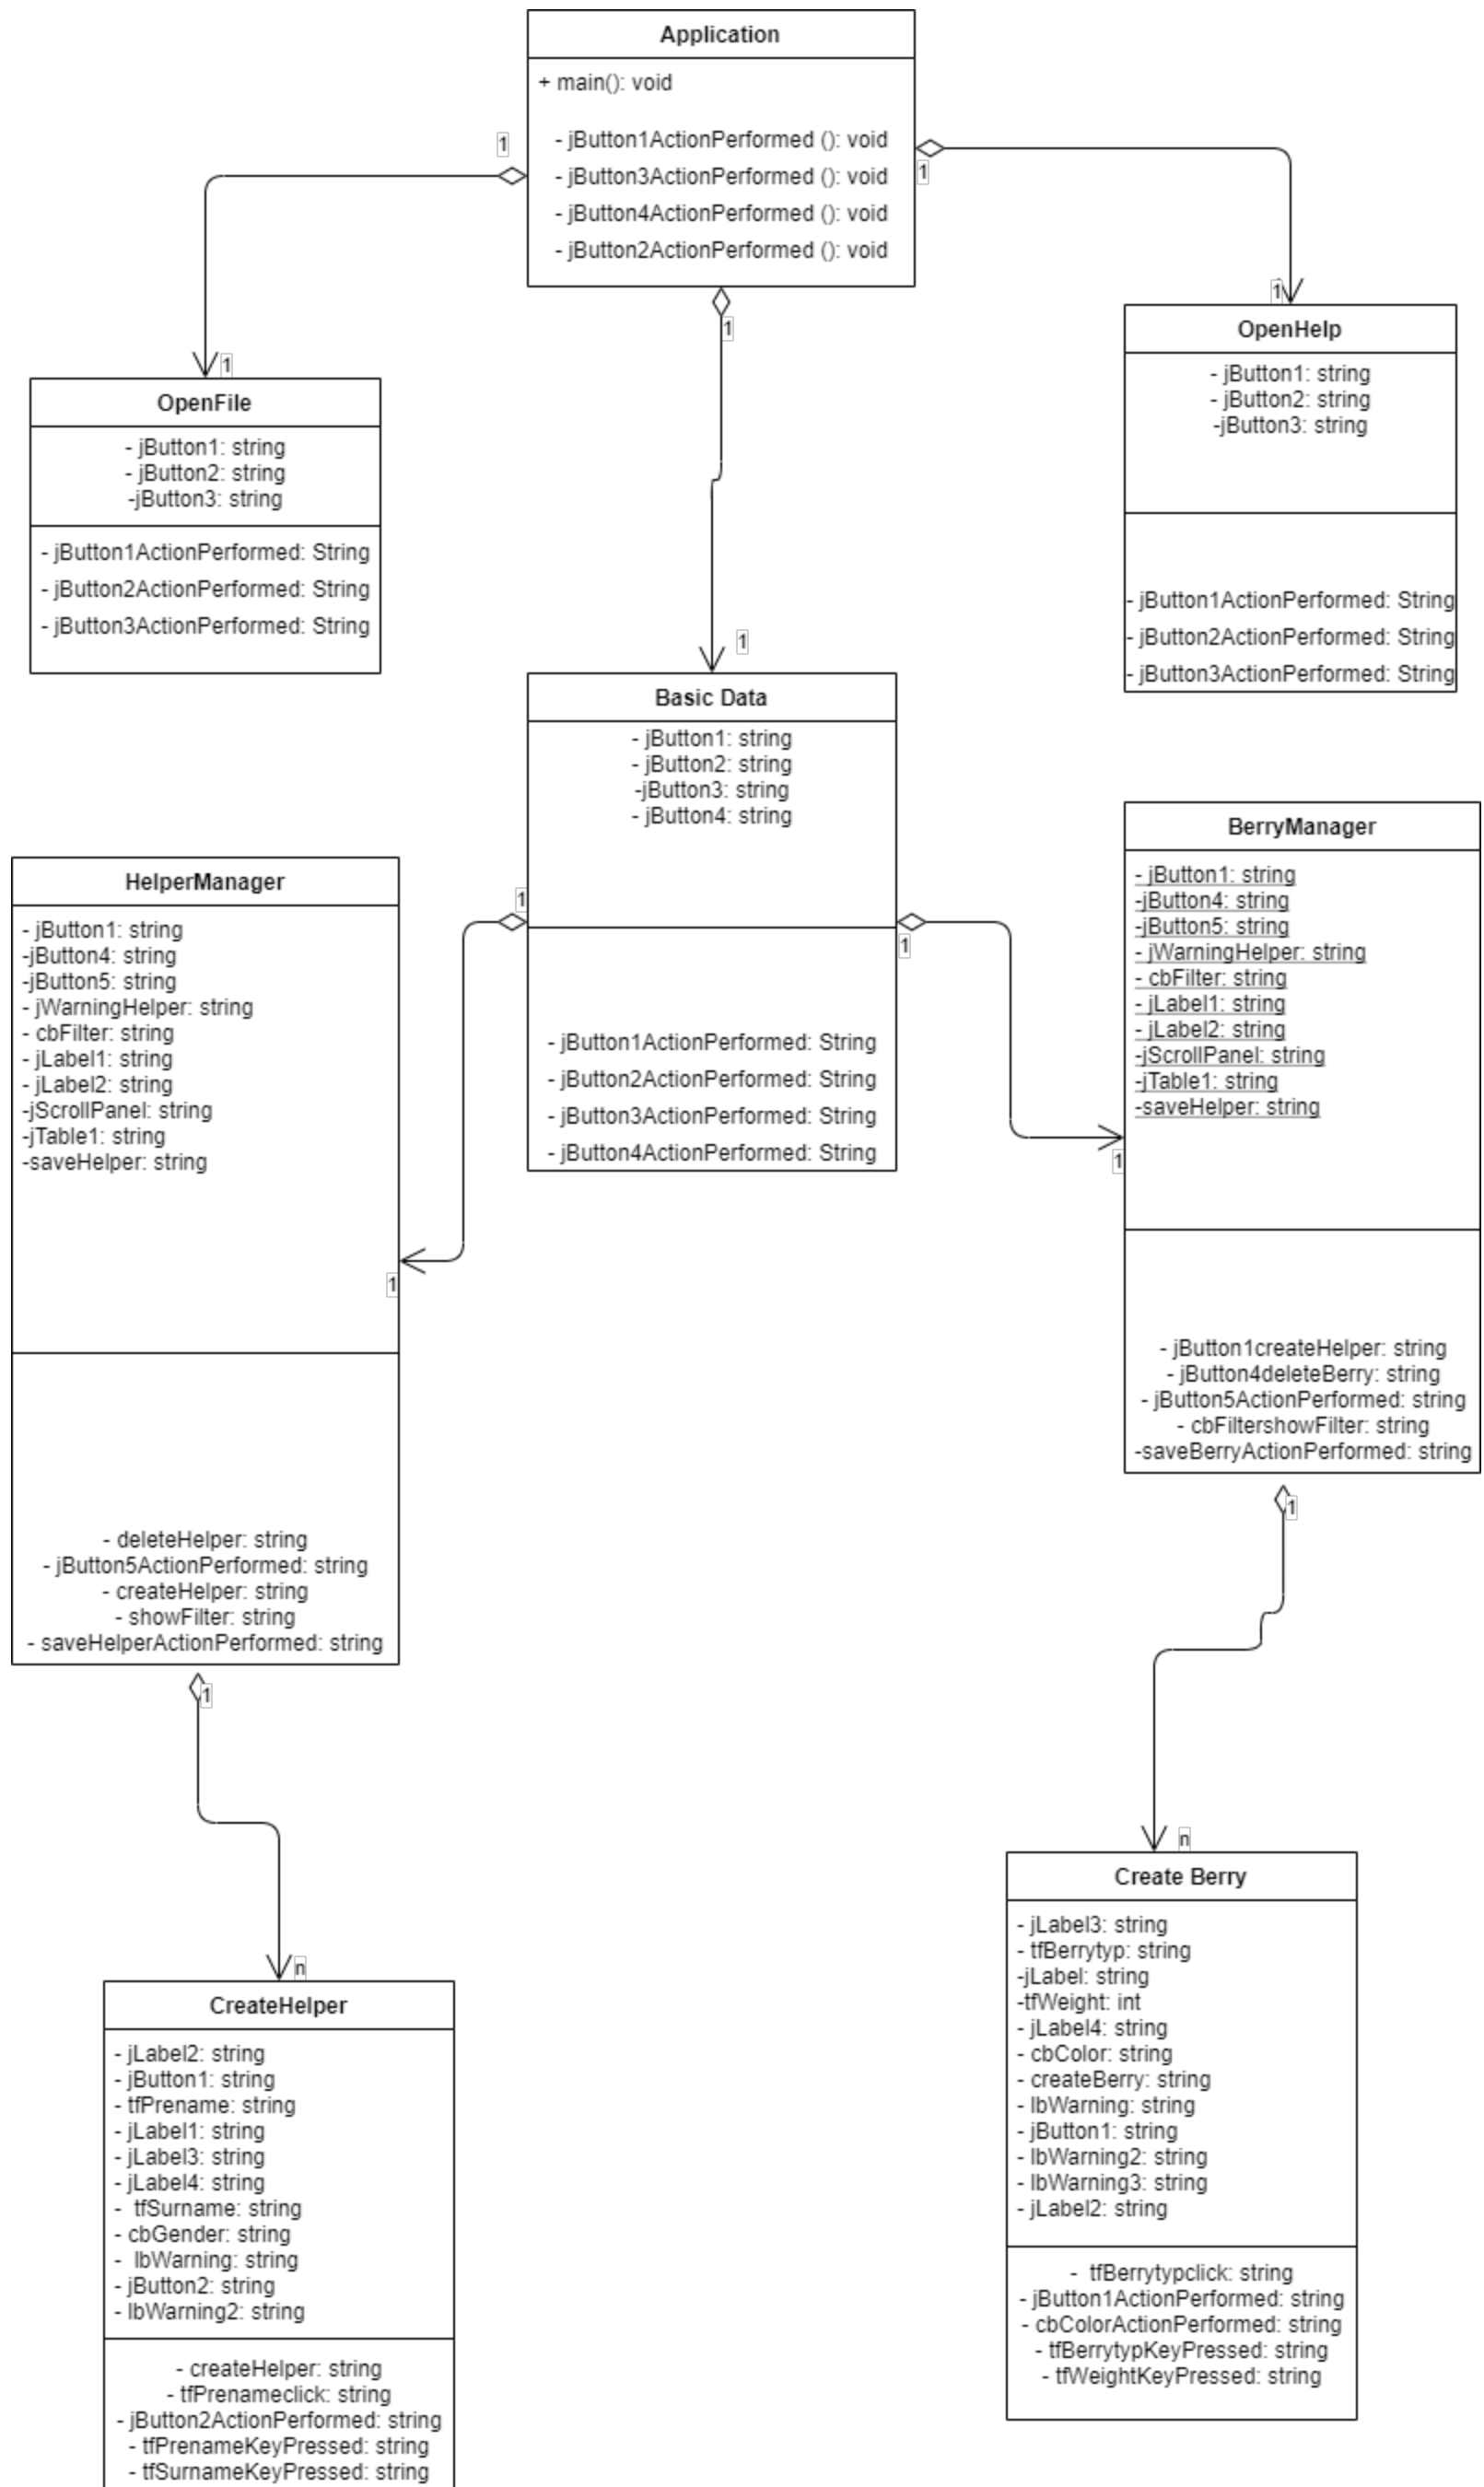 Application
+ main(): void
- jButton1ActionPerformed (): void
- jButton3ActionPerformed (): void
- jButton4ActionPerformed (): void
- jButton2ActionPerformed (): void
1
1
1
1
1
OpenFile
- jButton1: string
- jButton2: string
-jButton3: string
- jButton1ActionPerformed: String
- jButton2ActionPerformed: String
- jButton3ActionPerformed: String
OpenHelp
- jButton1: string
- jButton2: string
-jButton3: string
- jButton1ActionPerformed: String
- jButton2ActionPerformed: String
- jButton3ActionPerformed: String
1
Basic Data
- jButton1: string
- jButton2: string
-jButton3: string
- jButton4: string
- jButton1ActionPerformed: String
- jButton2ActionPerformed: String
- jButton3ActionPerformed: String
- jButton4ActionPerformed: String
1
1
1
1
HelperManager
- jButton1: string
-jButton4: string
-jButton5: string
- jWarningHelper: string
- cbFilter: string
- jLabel1: string
- jLabel2: string
-jScrollPanel: string
-jTable1: string
-saveHelper: string
- deleteHelper: string
- jButton5ActionPerformed: string
- createHelper: string
- showFilter: string
- saveHelperActionPerformed: string
1
BerryManager
- jButton1: string
-jButton4: string
-jButton5: string
- jWarningHelper: string
- cbFilter: string
- jLabel1: string
- jLabel2: string
-jScrollPanel: string
-jTable1: string
-saveHelper: string
- jButton1createHelper: string
- jButton4deleteBerry: string
- jButton5ActionPerformed: string
- cbFiltershowFilter: string
-saveBerryActionPerformed: string
1
n
CreateHelper
- jLabel2: string
- jButton1: string
- tfPrename: string
- jLabel1: string
- jLabel3: string
- jLabel4: string
- tfSurname: string
- cbGender: string
- lbWarning: string
- jButton2: string
- lbWarning2: string
- createHelper: string
- tfPrenameclick: string
- jButton2ActionPerformed: string
- tfPrenameKeyPressed: string
- tfSurnameKeyPressed: string
n
Create Berry
- jLabel3: string
- tfBerrytyp: string
-jLabel: string
-tfWeight: int
- jLabel4: string
- cbColor: string
- createBerry: string
- lbWarning: string
- jButton1: string
- lbWarning2: string
- lbWarning3: string
- jLabel2: string
- tfBerrytypclick: string
- jButton1ActionPerformed: string
- cbColorActionPerformed: string
- tfBerrytypKeyPressed: string
- tfWeightKeyPressed: string